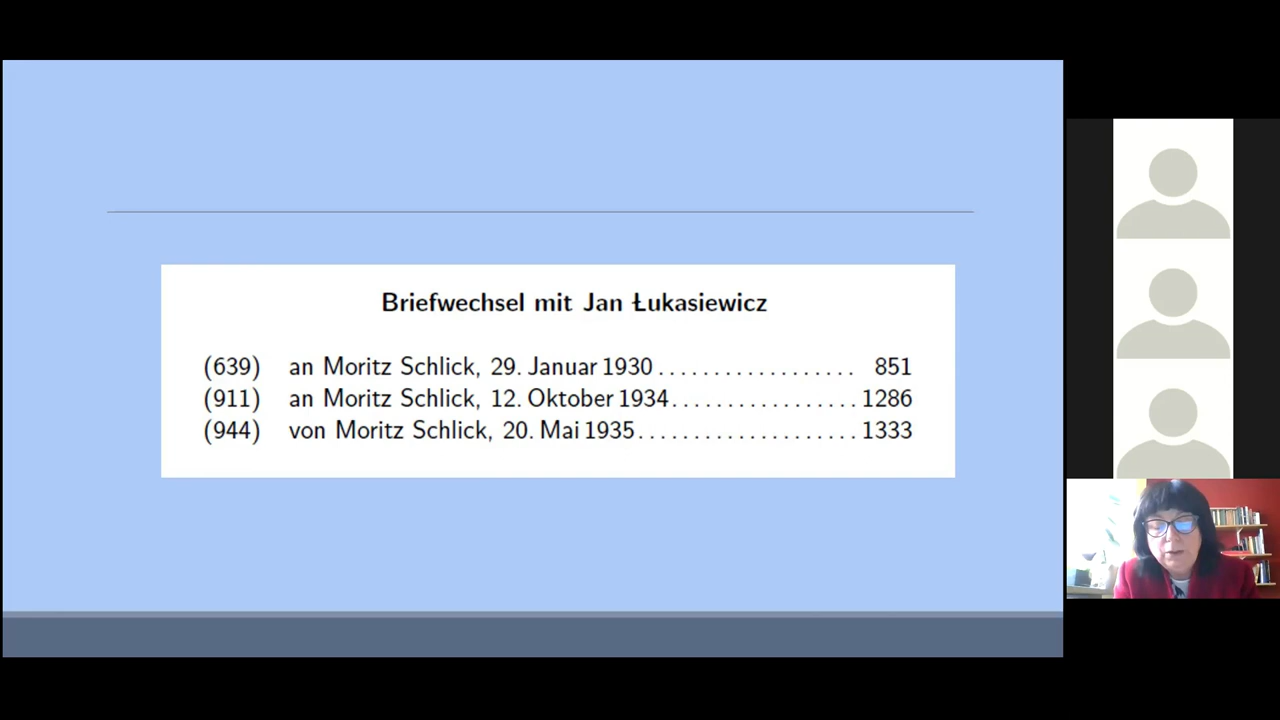 Briefwechsel mit Jan Łukasiewicz
(639) an Moritz Schlick, 29. Januar 1930 .................. 851
(911) an Moritz Schlick, 12. Oktober 1934 ................. 1286
(944) von Moritz Schlick, 20. Mai 1935 .................... 1333